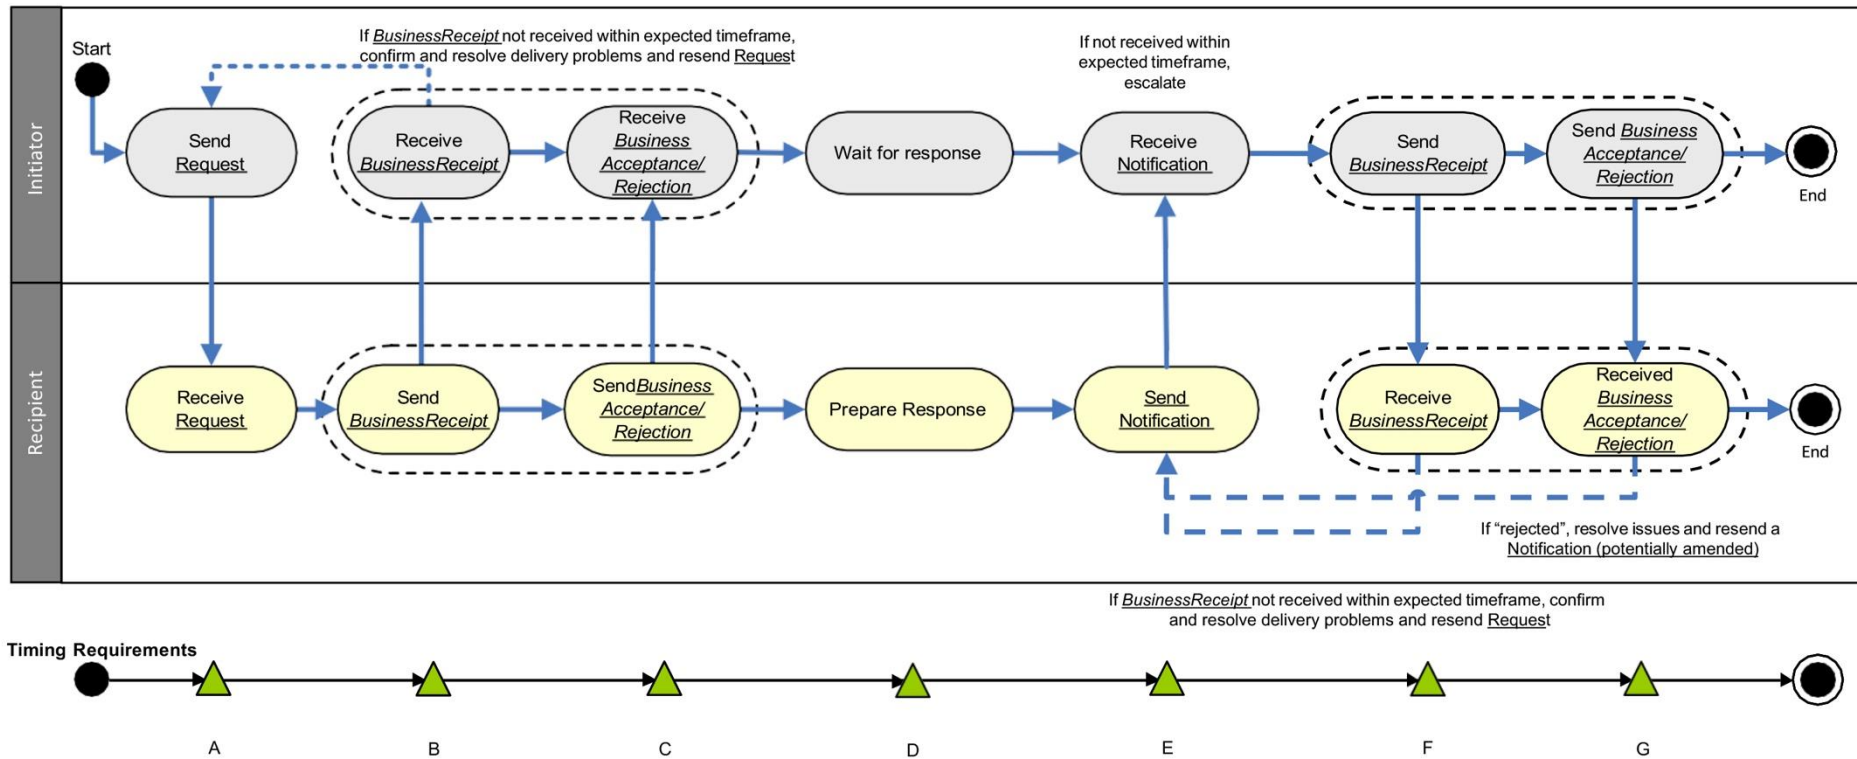 Initiator
Start
If BusinessReceipt not received within expected timeframe,
confirm and resolve delivery problems and resend Request
If not received within
expected timeframe,
escalate
Send
Request
Receive
BusinessReceipt
Receive
Business
Acceptance/
Rejection
Wait for response
Receive
Notification
Send
BusinessReceipt
Send Business
Acceptance/
Rejection
End
Recipient
Receive
Request
Send
BusinessReceipt
SendBusiness
Acceptance/
Rejection
Prepare Response
Send
Notification
Receive
BusinessReceipt
Received
Business
Acceptance/
Rejection
End
If “rejected”, resolve issues and resend a
Notification (potentially amended)
If BusinessReceipt not received within expected timeframe, confirm
and resolve delivery problems and resend Request
Timing Requirements
A
B
C
D
E
F
G